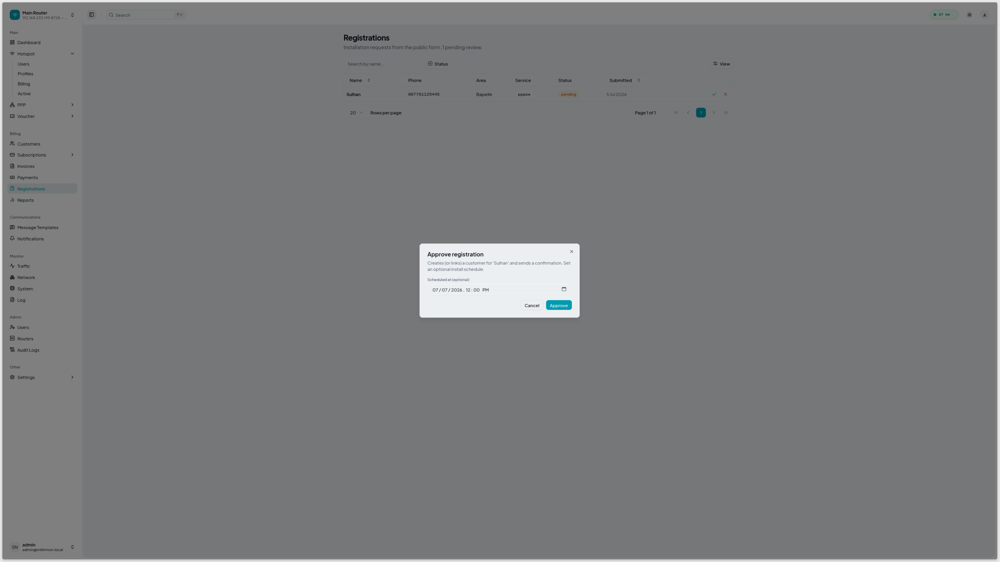 Main Router
192.168.233.199:8728 — ...
Search
⌘ K
27 ms
A
Main
Dashboard
Hotspot
Users
Profiles
Billing
Active
PPP
Voucher
Billing
Customers
Subscriptions
Invoices
Payments
Registrations
Reports
Communications
Message Templates
Notifications
Monitor
Traffic
Network
System
Log
Admin
Users
Routers
Audit Logs
Other
Settings
SN
admin
admin@mikhmon.local
Registrations
Installation requests from the public form. 1 pending review.
Search by name...
Status
View
Name Phone Area Service Status Submitted
Sulhan 087761125445 Bapelle pppoe pending 5 Jul 2026
20 Rows per page Page 1 of 1 1
Approve registration
Creates (or links) a customer for 'Sulhan' and sends a confirmation. Set
an optional install schedule.
Scheduled at (optional)
07/07/2026, 12:00 PM
Cancel Approve